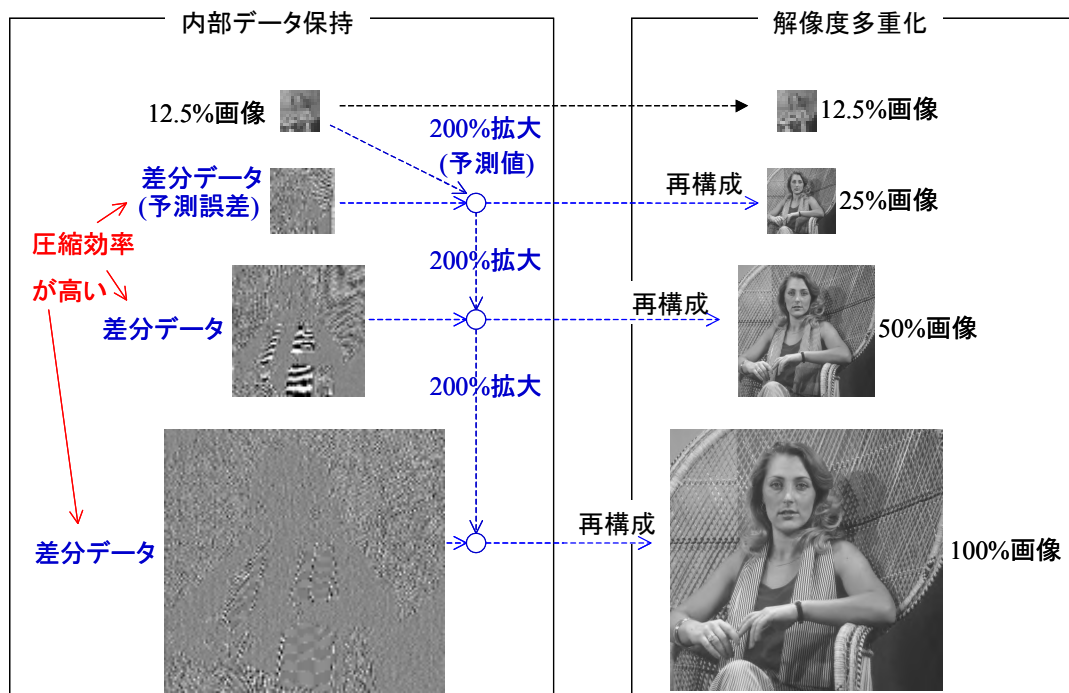 内部データ保持
解像度多重化
12.5%画像
200%拡大
(予測値)
12.5%画像
差分データ
(予測誤差)
再構成
25%画像
圧縮効率
が高い
200%拡大
差分データ
再構成
50%画像
200%拡大
差分データ
再構成
100%画像